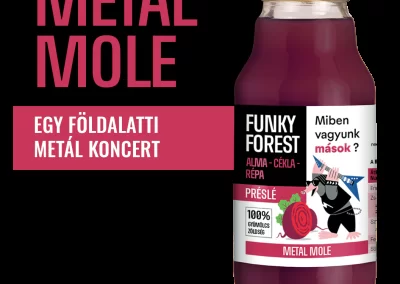 METAL
MOLE
EGY FÖLDALATTI
METÁL KONCERT
FUNKY
FOREST
ALMA - CÉKLA -
RÉPA
PRÉSLÉ
100%
GYÜMÖLCS
ZÖLDSÉG
METAL MOLE
Miben
vagyunk
mások ?